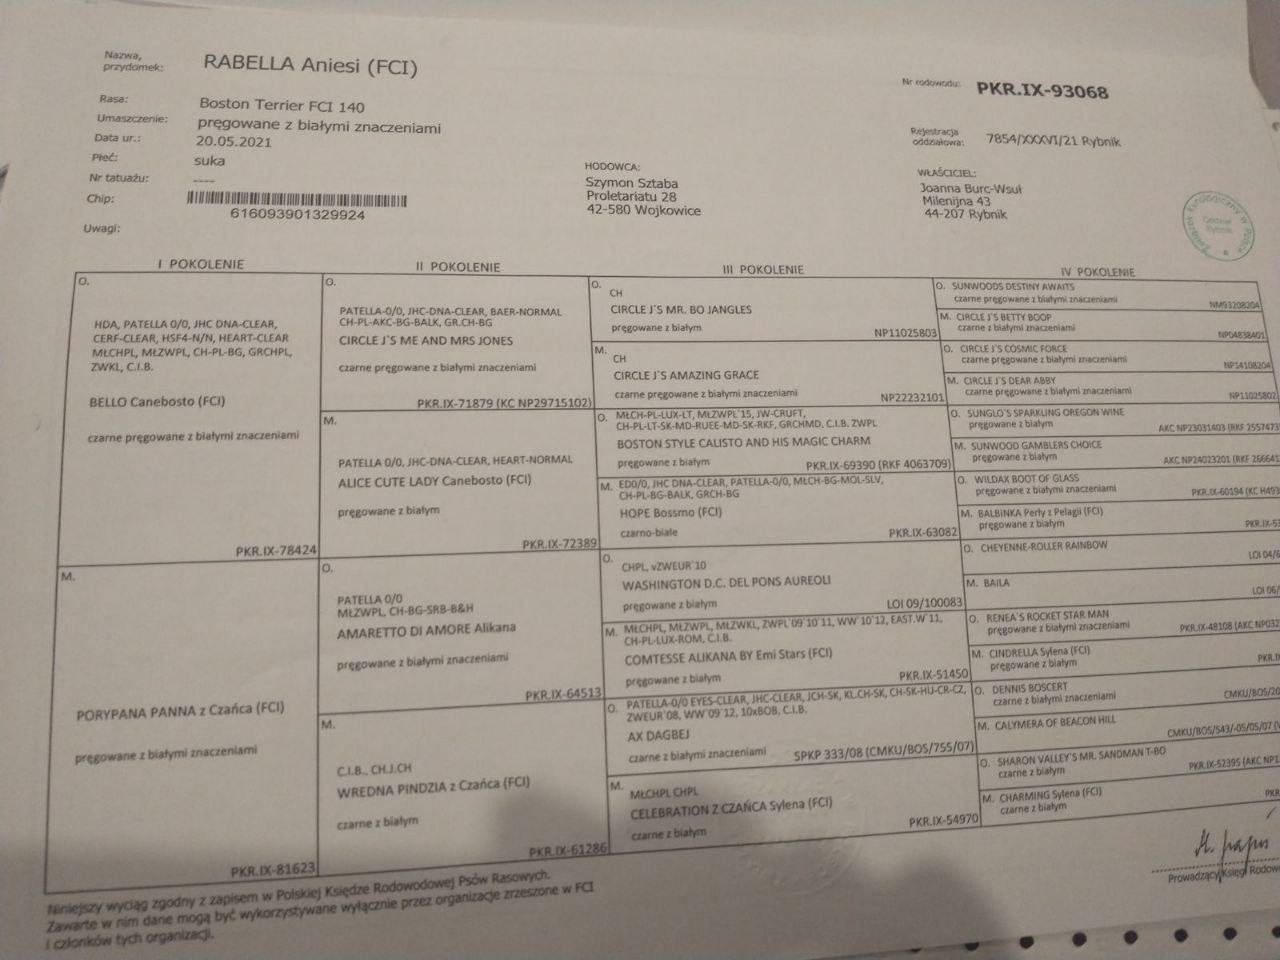 Nazwa,
przydomek:
RABELLA Aniesi (FCI)
Nr rodowodu:
PKR.IX-93068
Rasa:
Boston Terrier FCI 140
Umaszczenie:
pręgowane z białymi znaczeniami
Data ur.:
20.05.2021
Płeć:
suka
Nr tatuażu:
----
Chip:
616093901329924
Uwagi:
Rejestracja
oddziałowa:
7854/XXXVI/21 Rybnik
HODOWCA:
Szymon Sztaba
Proletariatu 28
42-580 Wojkowice
WŁAŚCICIEL:
Joanna Burc-Wsuł
Milenijna 43
44-207 Rybnik
Związek Kynologiczny w Polsce
Oddział
Rybnik
I POKOLENIE
O.
HDA, PATELLA 0/0, JHC DNA-CLEAR,
CERF-CLEAR, HSF4-N/N, HEART-CLEAR
MŁCHPL, MŁZWPL, CH-PL-BG, GRCHPL,
ZWKL, C.I.B.
BELLO Canebosto (FCI)
czarne pręgowane z białymi znaczeniami
PKR.IX-78424
M.
PORYPANA PANNA z Czańca (FCI)
pręgowane z białymi znaczeniami
PKR.IX-81623
II POKOLENIE
O.
PATELLA-0/0, JHC-DNA-CLEAR, BAER-NORMAL
CH-PL-AKC-BG-BALK, GR.CH-BG
CIRCLE J`S ME AND MRS JONES
czarne pręgowane z białymi znaczeniami
PKR.IX-71879 (KC NP29715102)
M.
PATELLA 0/0, JHC-DNA-CLEAR, HEART-NORMAL
ALICE CUTE LADY Canebosto (FCI)
pręgowane z białym
PKR.IX-72389
O.
PATELLA 0/0
MŁZWPL, CH-BG-SRB-B&H
AMARETTO DI AMORE Alikana
pręgowane z białymi znaczeniami
PKR.IX-64513
M.
C.I.B., CH.J.CH
WREDNA PINDZIA z Czańca (FCI)
czarne z białym
PKR.IX-61286
III POKOLENIE
O.
CH
CIRCLE J`S MR. BO JANGLES
pręgowane z białym
NP11025803
M.
CH
CIRCLE J`S AMAZING GRACE
czarne pręgowane z białymi znaczeniami
NP22232101
O. MŁCH-PL-LUX-LT, MŁZWPL`15, JW-CRUFT,
CH-PL-LT-SK-MD-RUEE-MD-SK-RKF, GRCHMD, C.I.B. ZWPL
BOSTON STYLE CALISTO AND HIS MAGIC CHARM
pręgowane z białym
PKR.IX-69390 (RKF 4063709)
M. ED0/0, JHC DNA-CLEAR, PATELLA-0/0, MŁCH-BG-MOL-SLV,
CH-PL-BG-BALK, GRCH-BG
HOPE Bossmo (FCI)
czarno-białe
PKR.IX-63082
O.
CHPL, vZWEUR`10
WASHINGTON D.C. DEL PONS AUREOLI
pręgowane z białym
LOI 09/100083
M. MŁCHPL, MŁZWPL, MŁZWKL, ZWPL`09`10`11, WW`10`12, EAST.W`11,
CH-PL-LUX-ROM, C.I.B.
COMTESSE ALIKANA BY Emi Stars (FCI)
pręgowane z białym
PKR.IX-51450
O. PATELLA-0/0 EYES-CLEAR, JHC-CLEAR, JCH-SK, KL.CH-SK, CH-SK-HU-CR-CZ,
ZWEUR`08, WW`09`12, 10xBOB, C.I.B.
AX DAGBEJ
czarne z białymi znaczeniami
SPKP 333/08 (CMKU/BOS/755/07)
M.
MŁCHPL CHPL
CELEBRATION Z CZAŃCA Sylena (FCI)
czarne z białym
PKR.IX-54970
IV POKOLENIE
O. SUNWOODS DESTINY AWAITS
czarne pręgowane z białymi znaczeniami
NM93208204
M. CIRCLE J`S BETTY BOOP
czarne pręgowane z białymi znaczeniami
NP04838401
O. CIRCLE J`S COSMIC FORCE
czarne pręgowane z białymi znaczeniami
NP14108204
M. CIRCLE J`S DEAR ABBY
czarne pręgowane z białymi znaczeniami
NP11025802
O. SUNGLO`S SPARKLING OREGON WINE
pręgowane z białym
AKC NP23031403 (RKF 2557473
M. SUNWOOD GAMBLERS CHOICE
pręgowane z białym
AKC NP24023201 (RKF 266641
O. WILDAX BOOT OF GLASS
pręgowane z białymi znaczeniami
PKR.IX-60194 (KC H493
M. BALBINKA Perły z Pelagii (FCI)
pręgowane z białym
PKR.IX-53
O. CHEYENNE-ROLLER RAINBOW
LOI 04/6
M. BAILA
LOI 06/
O. RENEA'S ROCKET STAR MAN
pręgowane z białymi znaczeniami
PKR.IX-48108 (AKC NP032
M. CINDRELLA Sylena (FCI)
pręgowane z białym
PKR.I
O. DENNIS BOSCERT
czarne z białymi znaczeniami
CMKU/BOS/20
M. CALYMERA OF BEACON HILL
CMKU/BOS/543/-05/05/07 (V
O. SHARON VALLEY'S MR. SANDMAN T-BO
czarne z białym
PKR.IX-52395 (AKC NP1
M. CHARMING Sylena (FCI)
czarne z białym
PKR
Niniejszy wyciąg zgodny z zapisem w Polskiej Księdze Rodowodowej Psów Rasowych.
Zawarte w nim dane mogą być wykorzystywane wyłącznie przez organizacje zrzeszone w FCI
i członków tych organizacji.
Prowadzący Księgi Rodowo